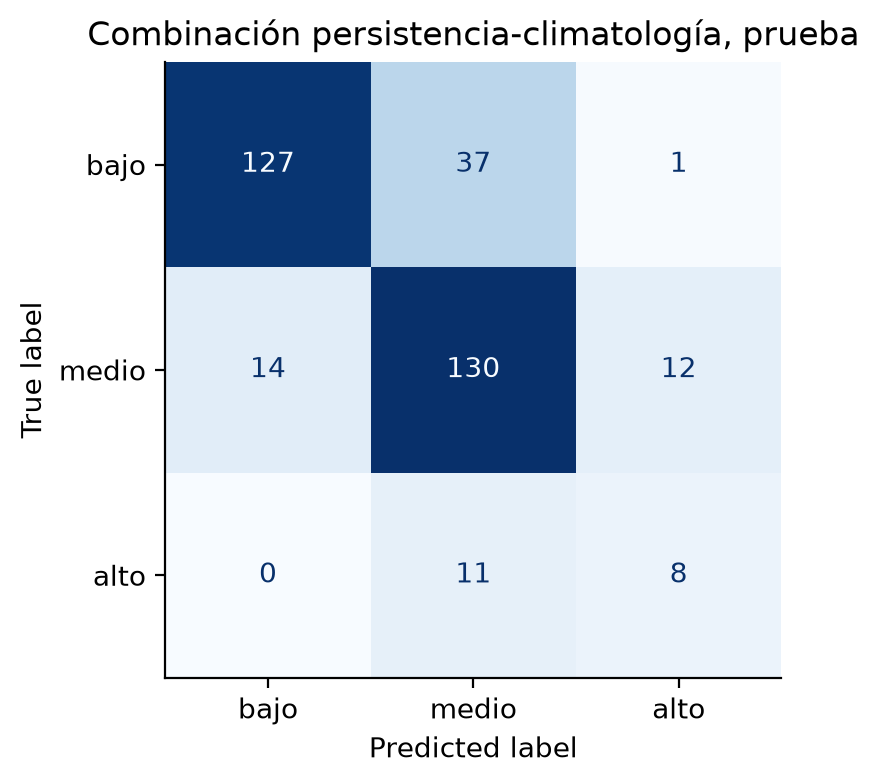 Combinación persistencia-climatología, prueba
True label
bajo 127 37 1
medio 14 130 12
alto 0 11 8
bajo medio alto
Predicted label